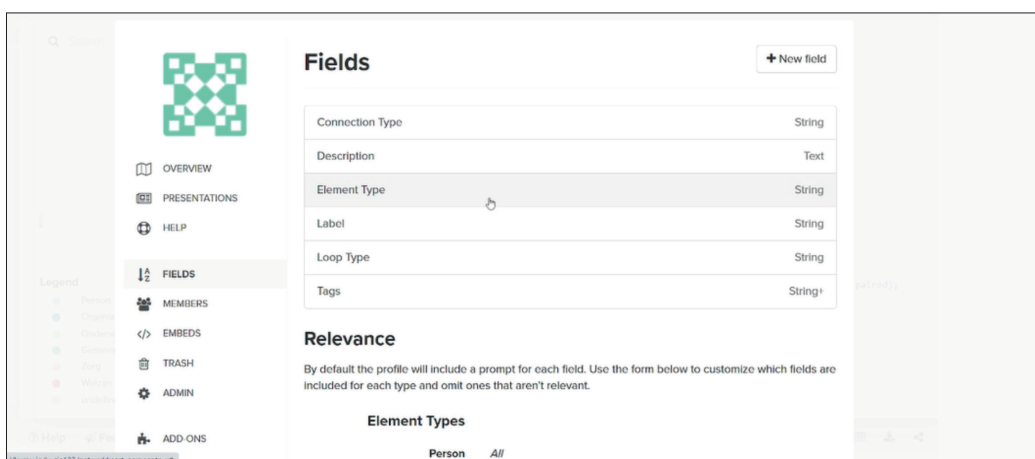 Fields
+ New field
Connection Type String
Description Text
Element Type String
Label String
Loop Type String
Tags String+
OVERVIEW
PRESENTATIONS
HELP
FIELDS
MEMBERS
EMBEDS
TRASH
ADMIN
ADD-ONS
Relevance
By default the profile will include a prompt for each field. Use the form below to customize which fields are
included for each type and omit ones that aren't relevant.
Element Types
Person All
Legend
Person
Help